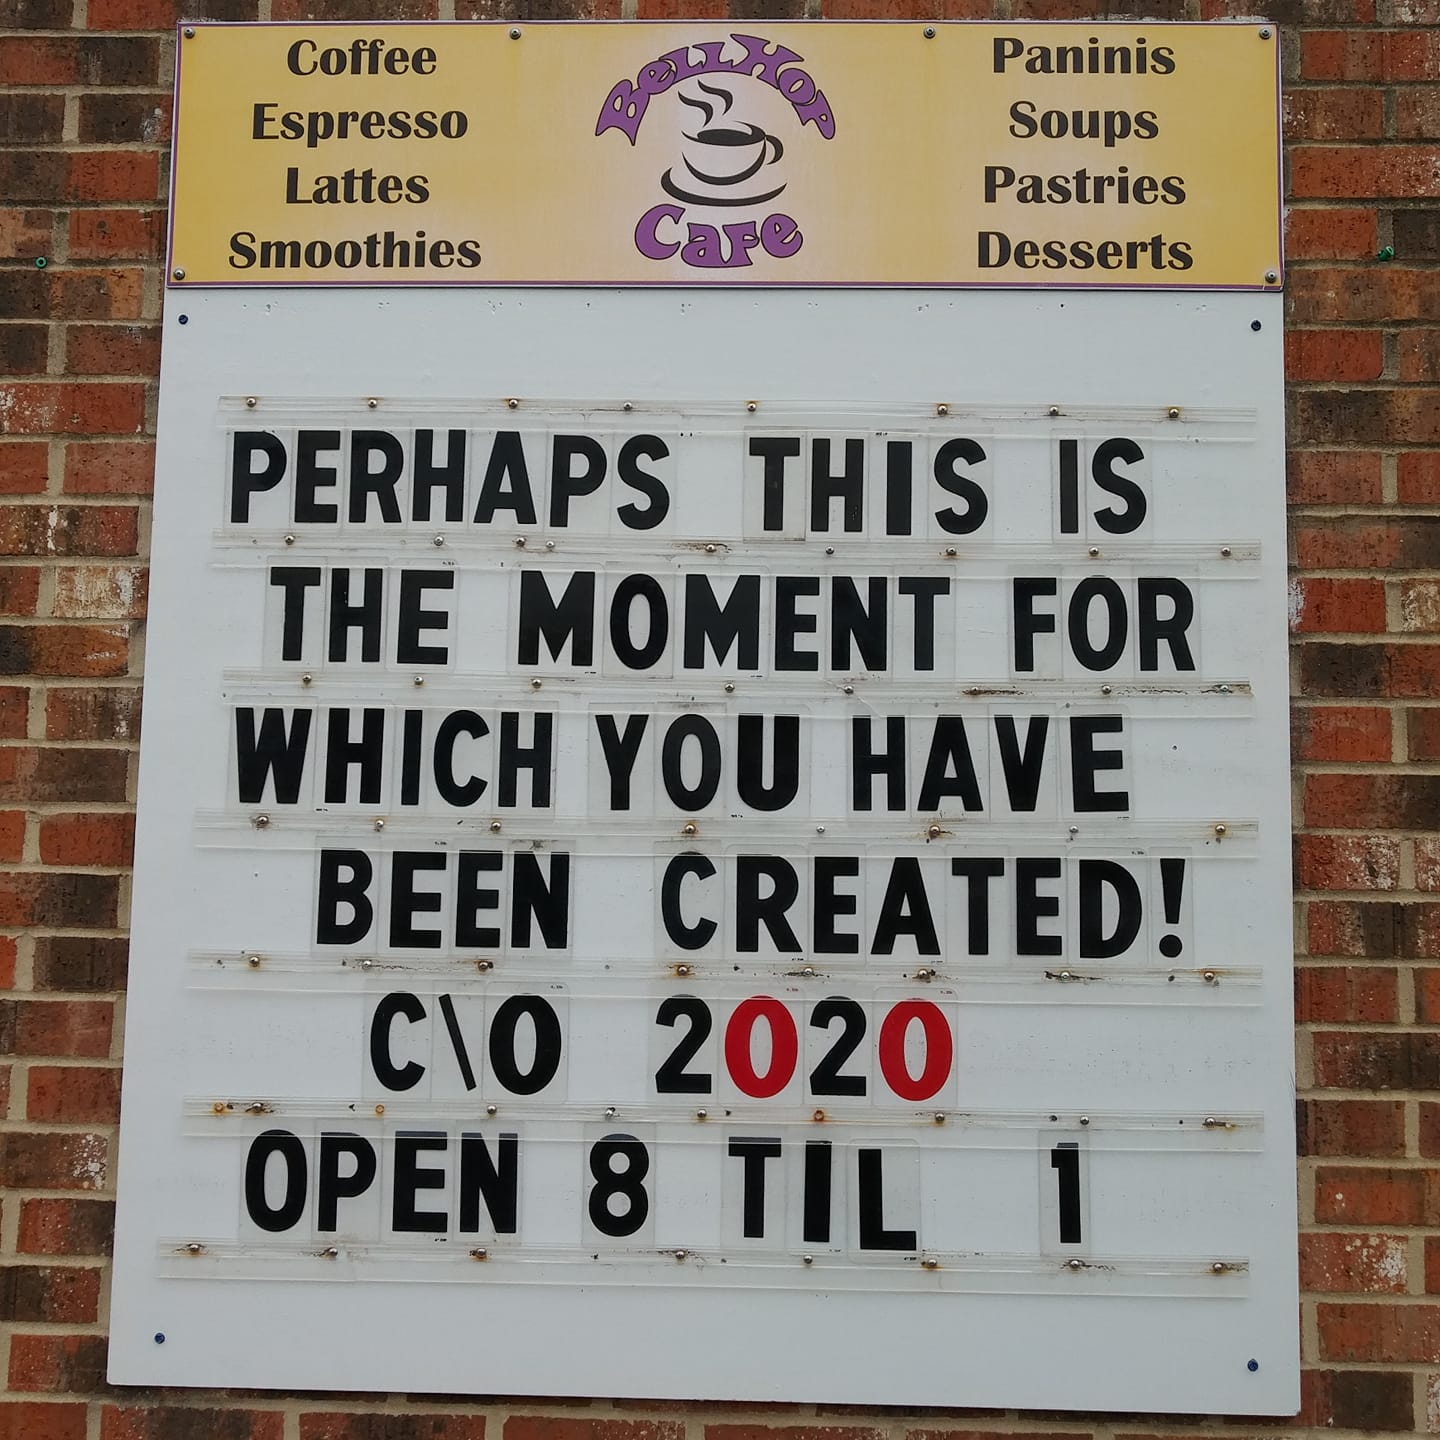 Coffee
Espresso
Lattes
Smoothies
BellHop
Cafe
Paninis
Soups
Pastries
Desserts
PERHAPS THIS IS
THE MOMENT FOR
WHICH YOU HAVE
BEEN CREATED!
C\O 2020
OPEN 8 TIL 1